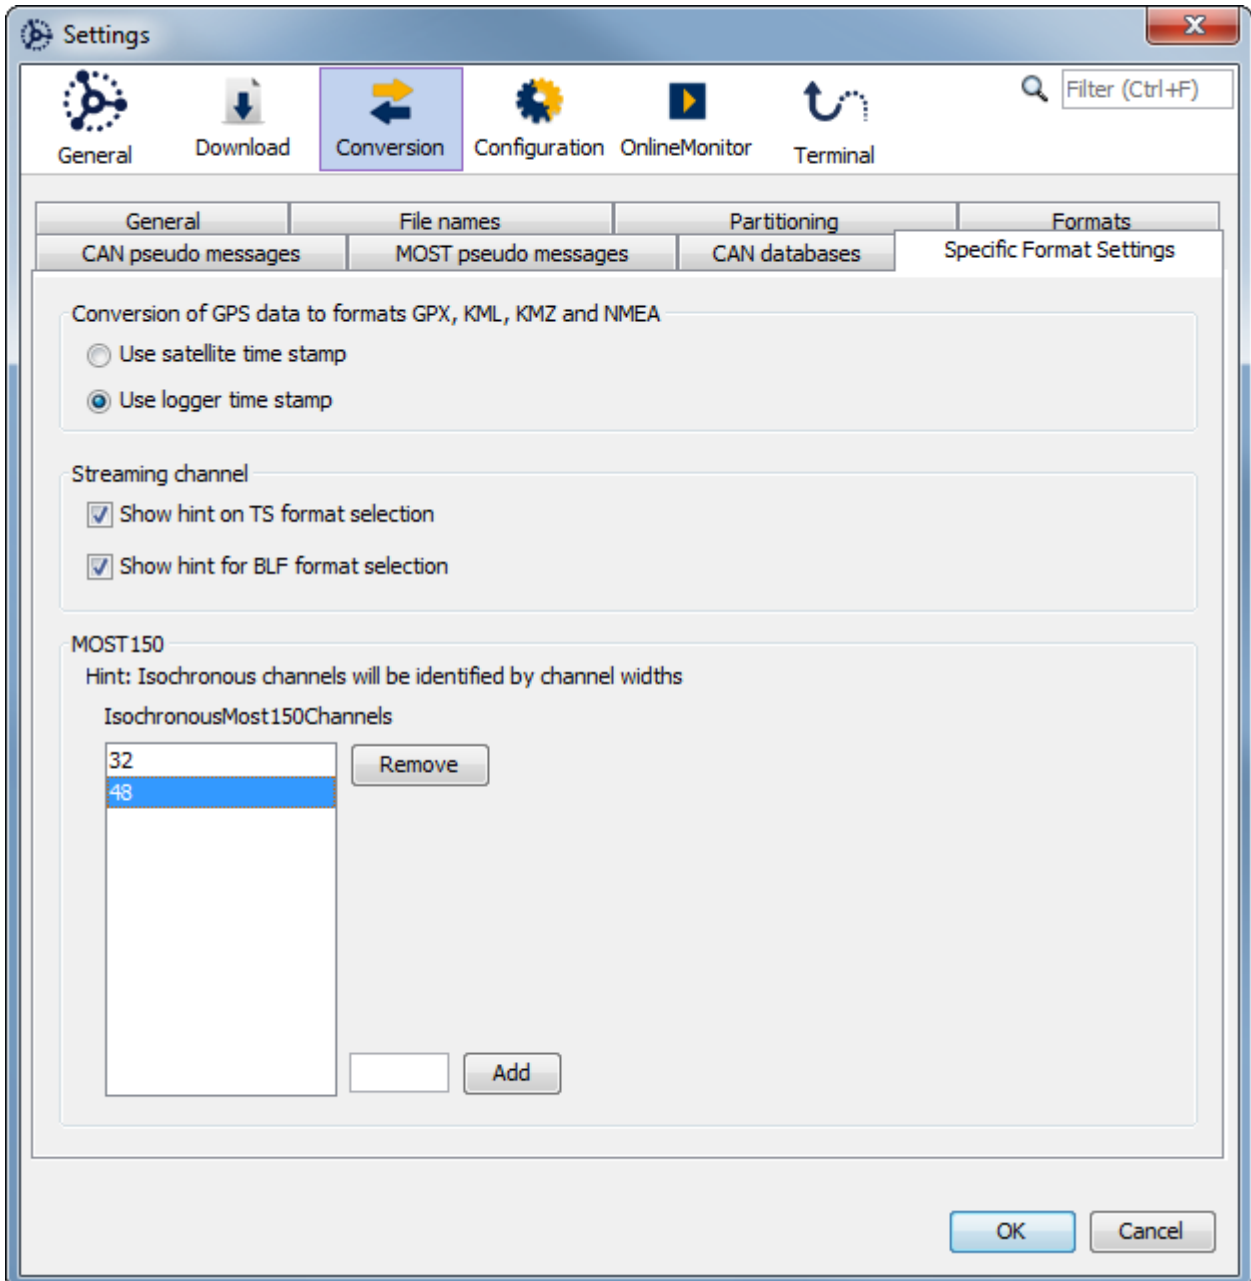 Settings
Filter (Ctrl+F)
General
Download
Conversion
Configuration
OnlineMonitor
Terminal
General
File names
Partitioning
Formats
CAN pseudo messages
MOST pseudo messages
CAN databases
Specific Format Settings
Conversion of GPS data to formats GPX, KML, KMZ and NMEA
Use satellite time stamp
Use logger time stamp
Streaming channel
Show hint on TS format selection
Show hint for BLF format selection
MOST150
Hint: Isochronous channels will be identified by channel widths
IsochronousMost150Channels
32
Remove
48
Add
OK
Cancel